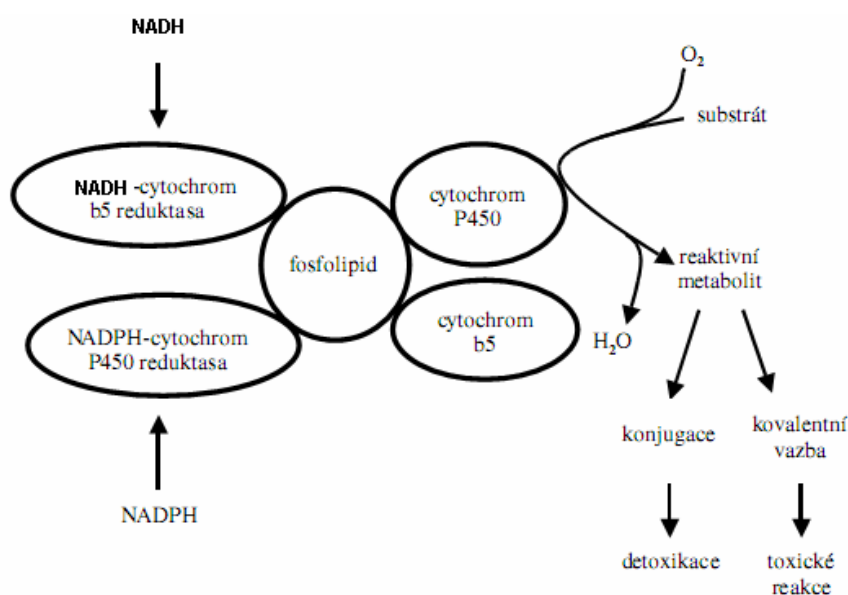 NADH
NADH -cytochrom
b5 reduktasa
fosfolipid
NADPH-cytochrom
P450 reduktasa
NADPH
cytochrom
P450
cytochrom
b5
O₂
substrát
H₂O
reaktivní
metabolit
konjugace
kovalentní
vazba
detoxikace
toxické
reakce